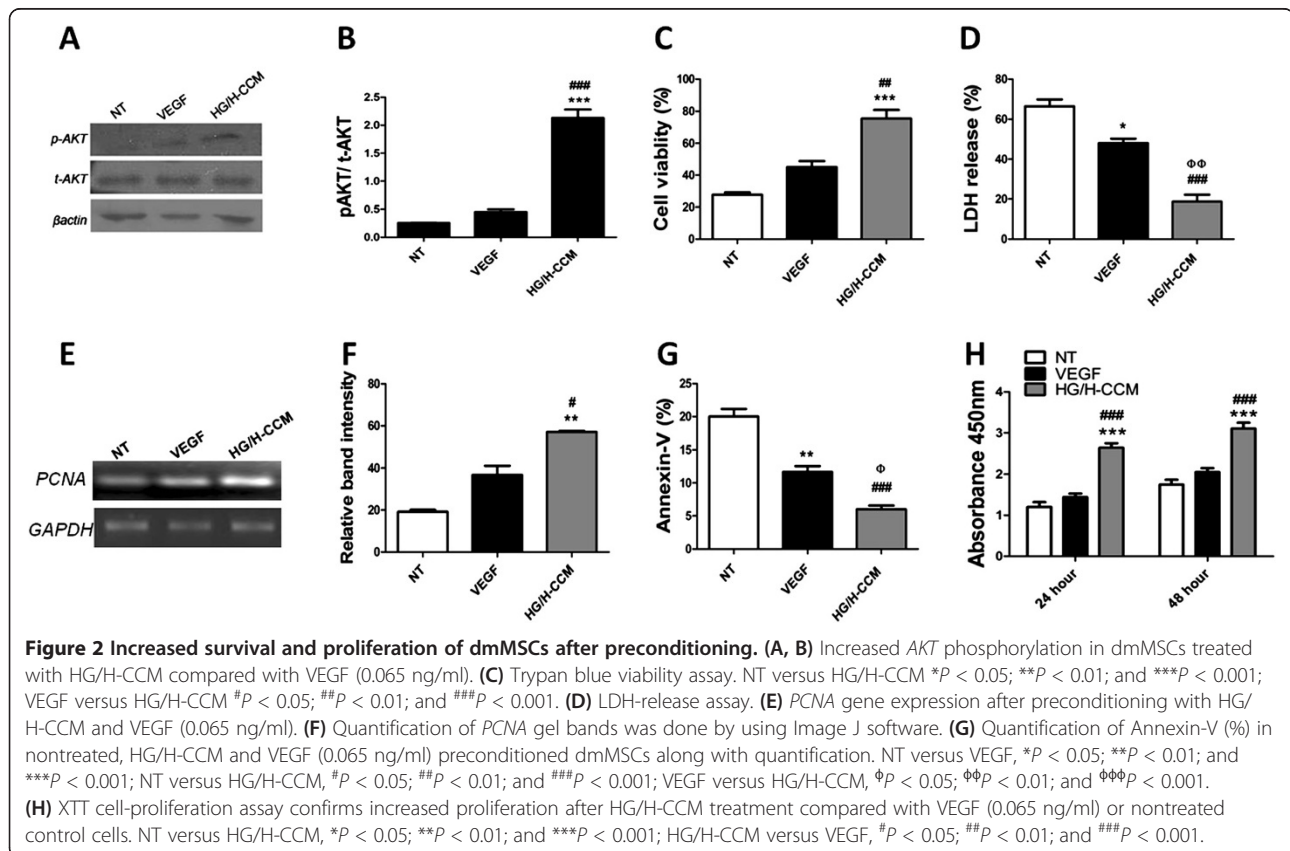 A
NT VEGF HG/H-CCM
p-AKT
t-AKT
βactin
B
pAKT/ t-AKT
2.5
2.0
1.5
1.0
0.5
0.0
###
***
NT VEGF HG/H-CCM
C
Cell viablity (%)
100
80
60
40
20
0
##
***
NT VEGF HG/H-CCM
D
LDH release (%)
80
60
40
20
0
*
ΦΦ
###
NT VEGF HG/H-CCM
E
NT VEGF HG/H-CCM
PCNA
GAPDH
F
Relative band intensity
80
60
40
20
0
#
**
NT VEGF HG/H-CCM
G
Annexin-V (%)
25
20
15
10
5
0
**
Φ
###
NT VEGF HG/H-CCM
H
NT
VEGF
HG/H-CCM
Absorbance 450nm
4
3
2
1
0
###
***
###
***
24 hour 48 hour
Figure 2 Increased survival and proliferation of dmMSCs after preconditioning. (A, B) Increased AKT phosphorylation in dmMSCs treated
with HG/H-CCM compared with VEGF (0.065 ng/ml). (C) Trypan blue viability assay. NT versus HG/H-CCM *P < 0.05; **P < 0.01; and ***P < 0.001;
VEGF versus HG/H-CCM #P < 0.05; ##P < 0.01; and ###P < 0.001. (D) LDH-release assay. (E) PCNA gene expression after preconditioning with HG/
H-CCM and VEGF (0.065 ng/ml). (F) Quantification of PCNA gel bands was done by using Image J software. (G) Quantification of Annexin-V (%) in
nontreated, HG/H-CCM and VEGF (0.065 ng/ml) preconditioned dmMSCs along with quantification. NT versus VEGF, *P < 0.05; **P < 0.01; and
***P < 0.001; NT versus HG/H-CCM, #P < 0.05; ##P < 0.01; and ###P < 0.001; VEGF versus HG/H-CCM, ϕP < 0.05; ϕϕP < 0.01; and ϕϕϕP < 0.001.
(H) XTT cell-proliferation assay confirms increased proliferation after HG/H-CCM treatment compared with VEGF (0.065 ng/ml) or nontreated
control cells. NT versus HG/H-CCM, *P < 0.05; **P < 0.01; and ***P < 0.001; HG/H-CCM versus VEGF, #P < 0.05; ##P < 0.01; and ###P < 0.001.